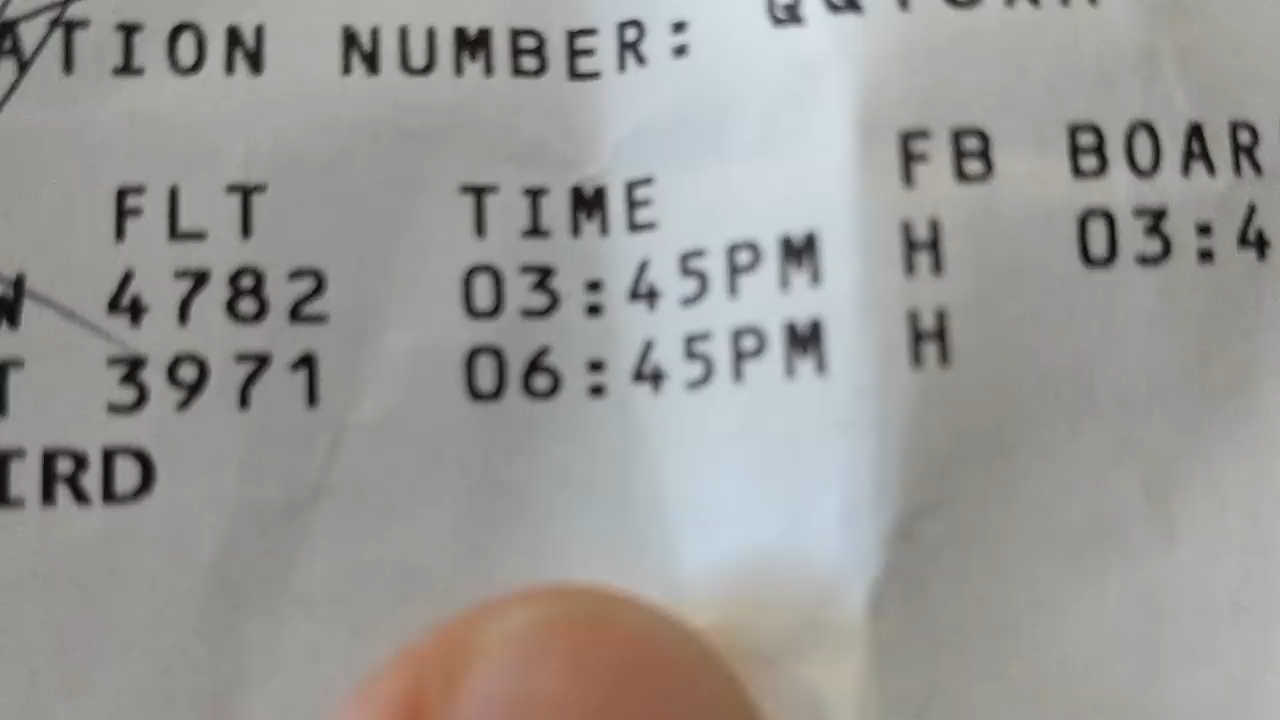 ATION NUMBER:
FLT TIME FB BOAR
4782 03:45PM H 03:4
3971 06:45PM H
IRD